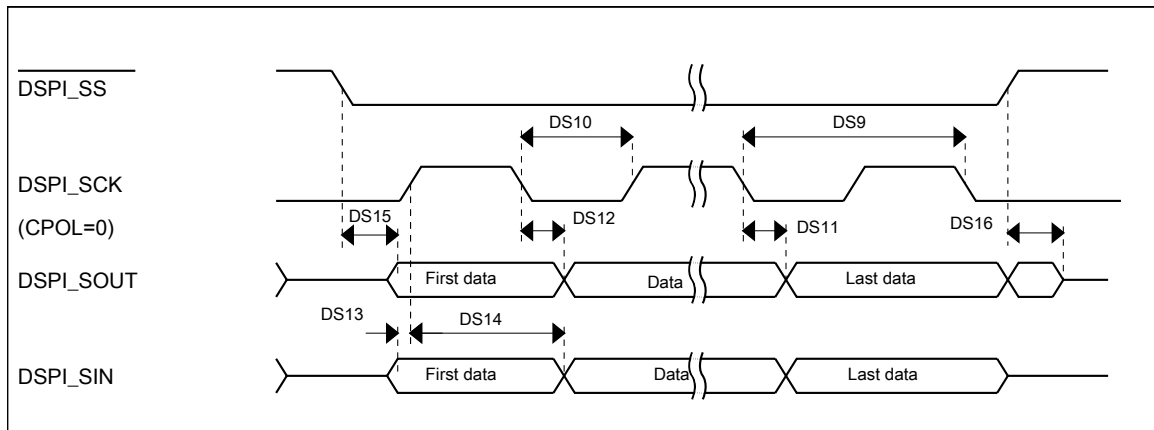 DSPI_SS
DS10
DS9
DSPI_SCK
(CPOL=0)
DS15
DS12
DS11
DS16
DSPI_SOUT
First data
Data
Last data
DS13
DS14
DSPI_SIN
First data
Data
Last data